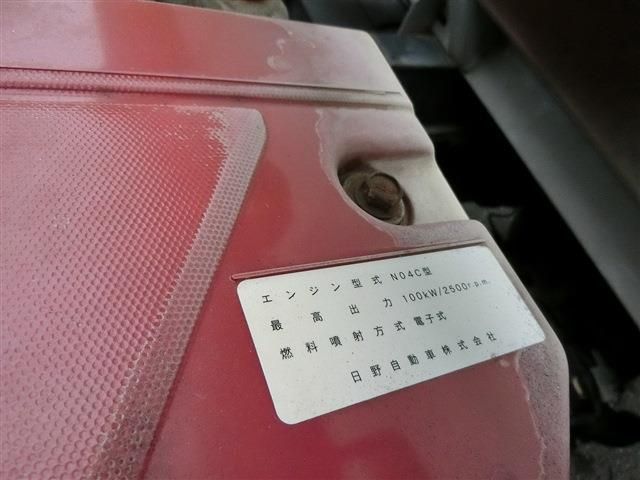 エンジン型式 N04C型
最高出力 100kW/2500r.p.m.
燃料噴射方式 電子式
日野自動車株式会社